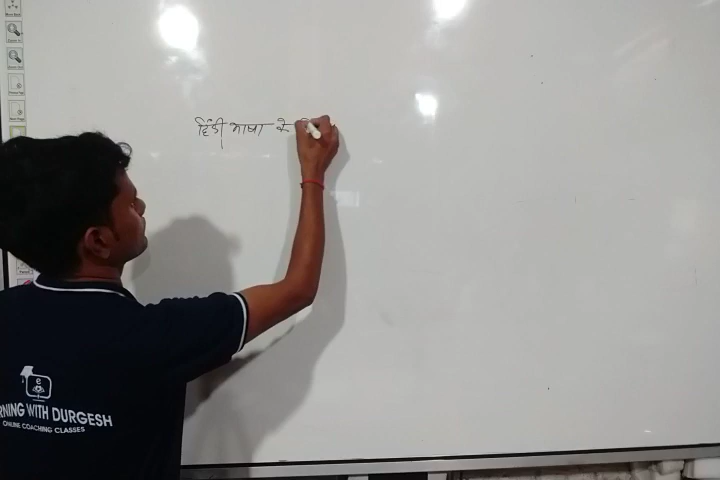 हिंदी भाषा के
RNING WITH DURGESH
ONLINE COACHING CLASSES